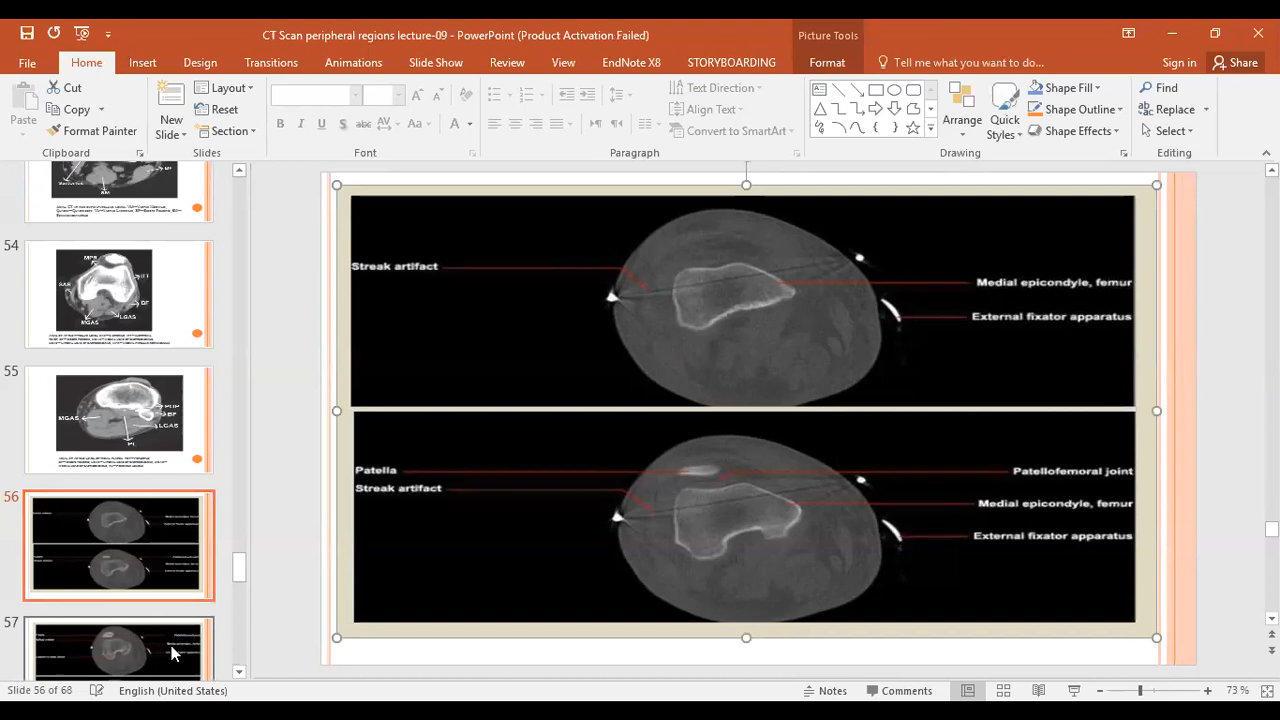 CT Scan peripheral regions lecture-09 - PowerPoint (Product Activation Failed)
Picture Tools
File Home Insert Design Transitions Animations Slide Show Review View EndNote X8 STORYBOARDING Format Tell me what you want to do... Sign in Share
Paste
Cut
Copy
Format Painter
Clipboard
New Slide
Layout
Reset
Section
Slides
Font
Text Direction
Align Text
Convert to SmartArt
Paragraph
Arrange
Quick Styles
Shape Fill
Shape Outline
Shape Effects
Drawing
Find
Replace
Select
Editing
54
55
MGAS
BF
LGAS
PL
56
57
Streak artifact
Medial epicondyle, femur
External fixator apparatus
Patella
Patellofemoral joint
Streak artifact
Medial epicondyle, femur
External fixator apparatus
Slide 56 of 68
English (United States)
Notes
Comments
73 %